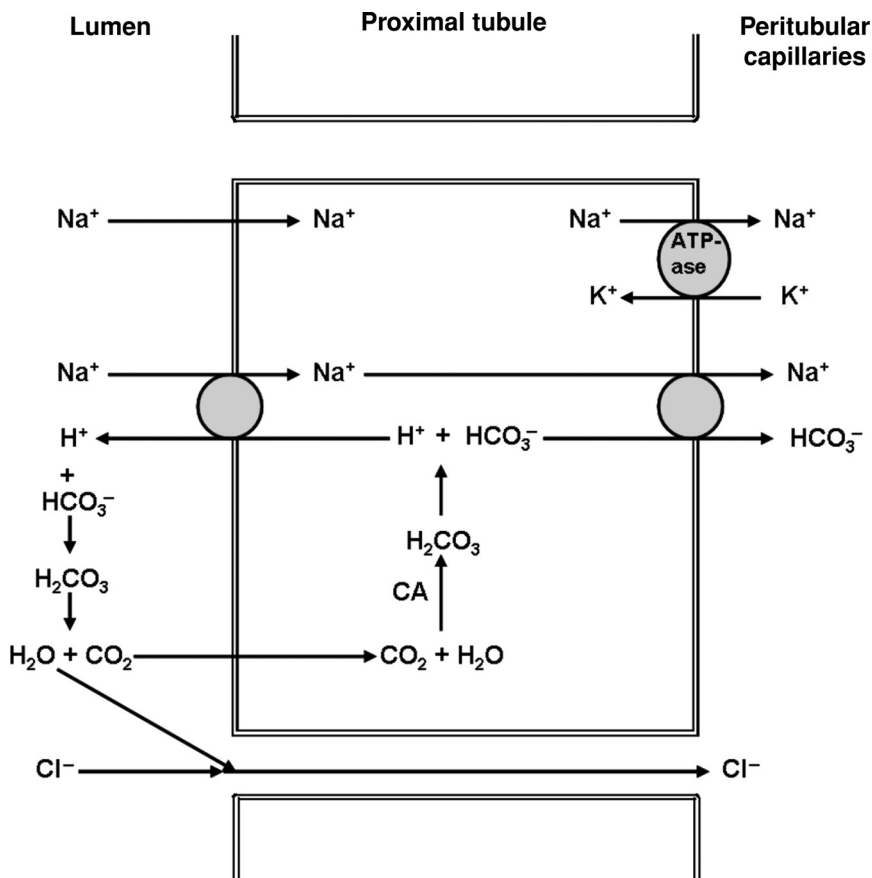 Lumen Proximal tubule Peritubular
capillaries
Na⁺ Na⁺ Na⁺ Na⁺
ATP-
ase
K⁺ K⁺
Na⁺ Na⁺ Na⁺
H⁺ H⁺ + HCO₃⁻ HCO₃⁻
+
HCO₃⁻
H₂CO₃
H₂CO₃
CA
H₂O + CO₂ CO₂ + H₂O
Cl⁻ Cl⁻